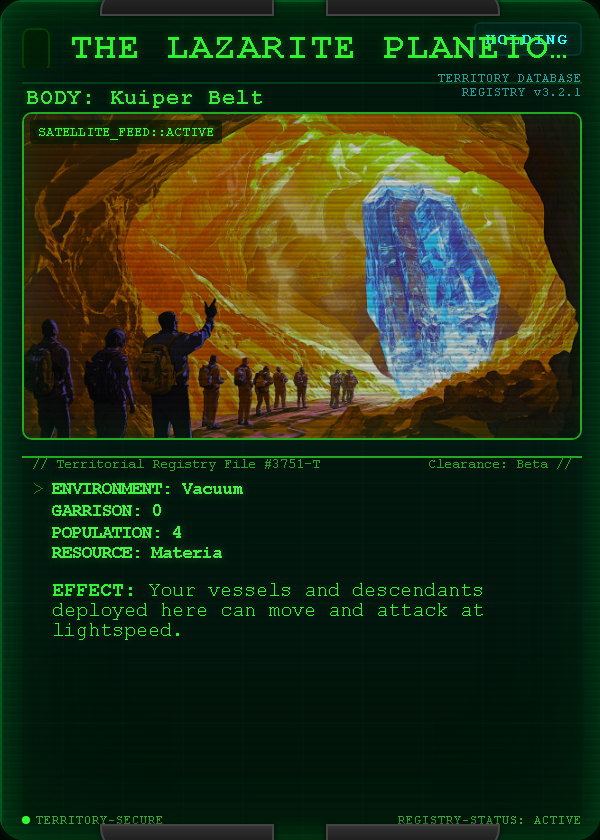 THE LAZARITE PLANETO…
HOLDING
TERRITORY DATABASE
REGISTRY v3.2.1
BODY: Kuiper Belt
SATELLITE_FEED::ACTIVE
// Territorial Registry File #3751-T
Clearance: Beta //
> ENVIRONMENT: Vacuum
GARRISON: 0
POPULATION: 4
RESOURCE: Materia
EFFECT: Your vessels and descendants
deployed here can move and attack at
lightspeed.
TERRITORY-SECURE
REGISTRY-STATUS: ACTIVE